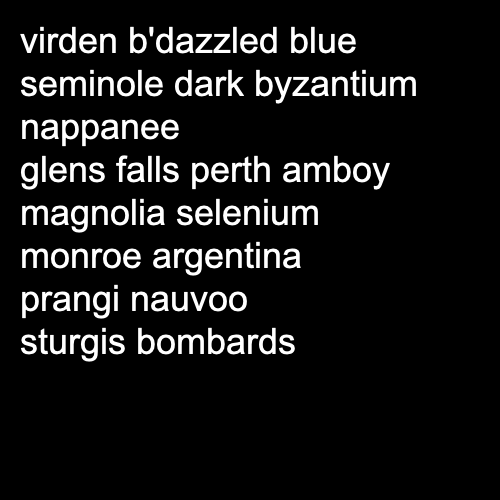 virden b'dazzled blue
seminole dark byzantium
nappanee
glens falls perth amboy
magnolia selenium
monroe argentina
prangi nauvoo
sturgis bombards